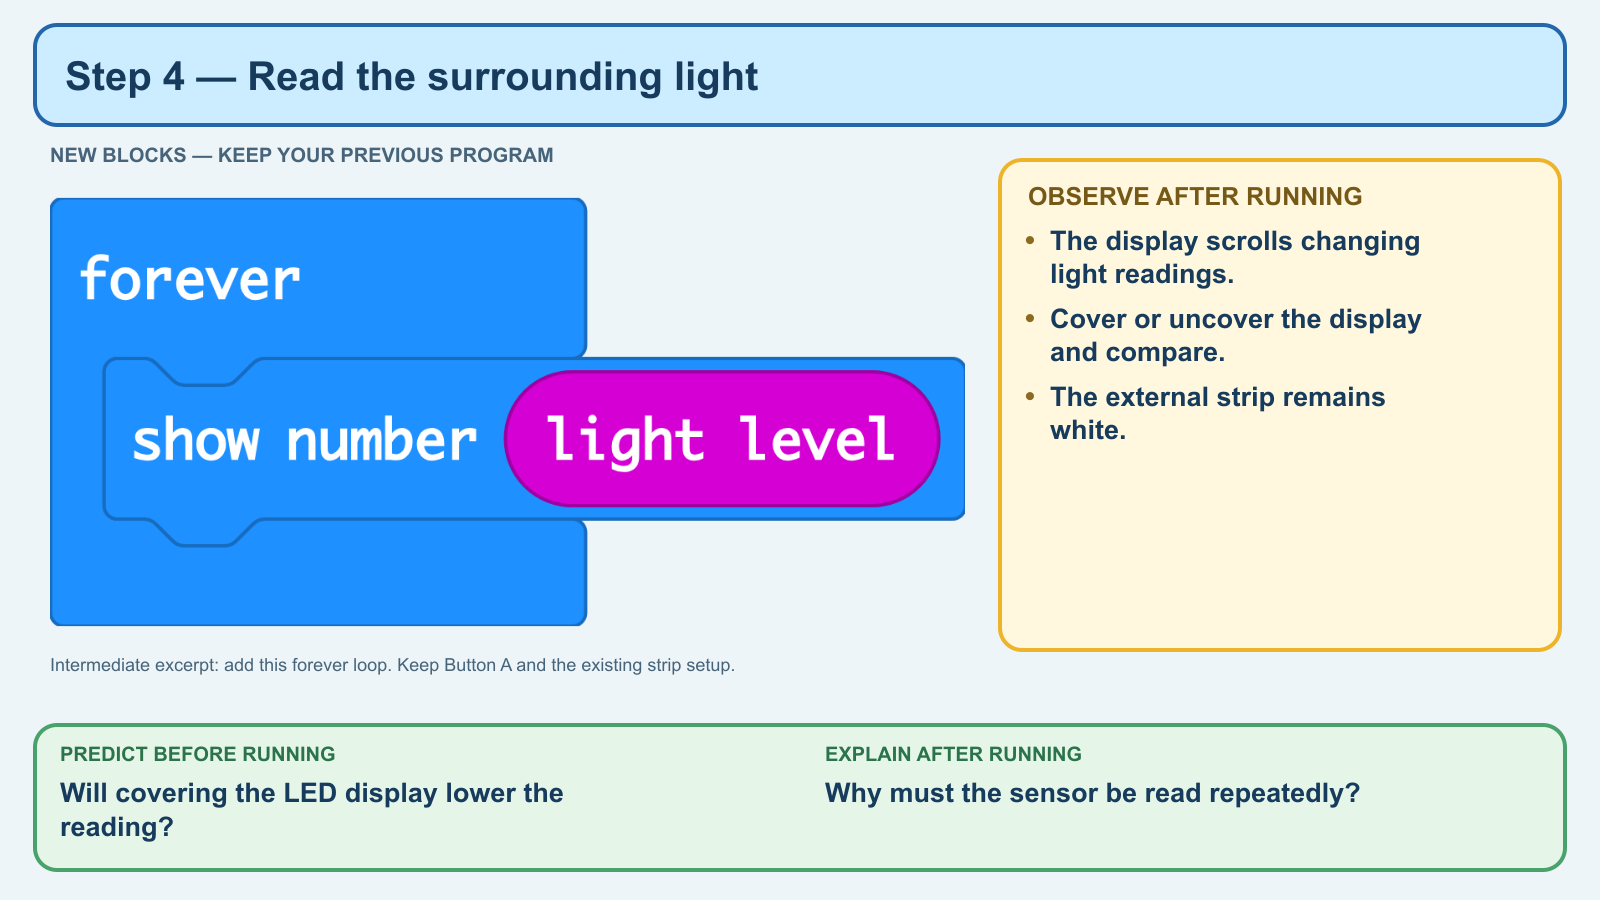 Step 4 — Read the surrounding light
NEW BLOCKS — KEEP YOUR PREVIOUS PROGRAM
forever
show number light level
Intermediate excerpt: add this forever loop. Keep Button A and the existing strip setup.
OBSERVE AFTER RUNNING
• The display scrolls changing
light readings.
• Cover or uncover the display
and compare.
• The external strip remains
white.
PREDICT BEFORE RUNNING
Will covering the LED display lower the
reading?
EXPLAIN AFTER RUNNING
Why must the sensor be read repeatedly?